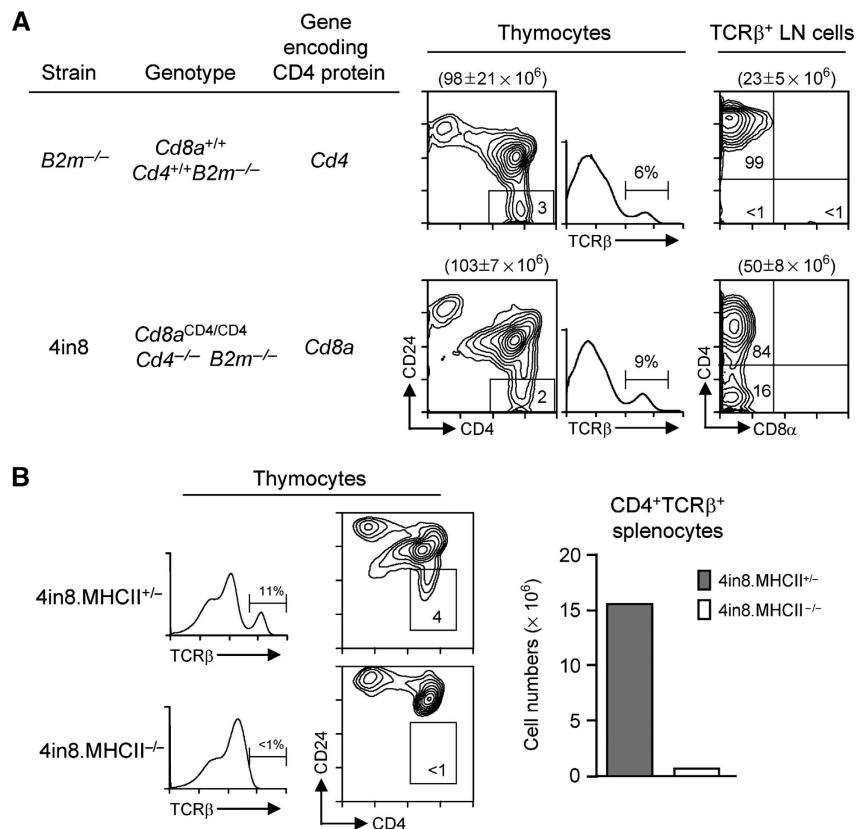 A
Strain
Genotype
Gene
encoding
CD4 protein
Thymocytes
TCRβ⁺ LN cells
B2m⁻/⁻
Cd8a⁺/⁺
Cd4⁺/⁺B2m⁻/⁻
Cd4
(98±21 × 10⁶)
3
6%
TCRβ
(23±5 × 10⁶)
99
<1
<1
4in8
Cd8aCD4/CD4
Cd4⁻/⁻ B2m⁻/⁻
Cd8a
(103±7 × 10⁶)
CD24
2
CD4
9%
TCRβ
(50±8 × 10⁶)
CD4
84
16
CD8α
B
Thymocytes
4in8.MHCII⁺/⁻
11%
TCRβ
4
4in8.MHCII⁻/⁻
<1%
TCRβ
CD24
<1
CD4
CD4⁺TCRβ⁺
splenocytes
Cell numbers (× 10⁶)
20
15
10
5
0
4in8.MHCII⁺/⁻
4in8.MHCII⁻/⁻